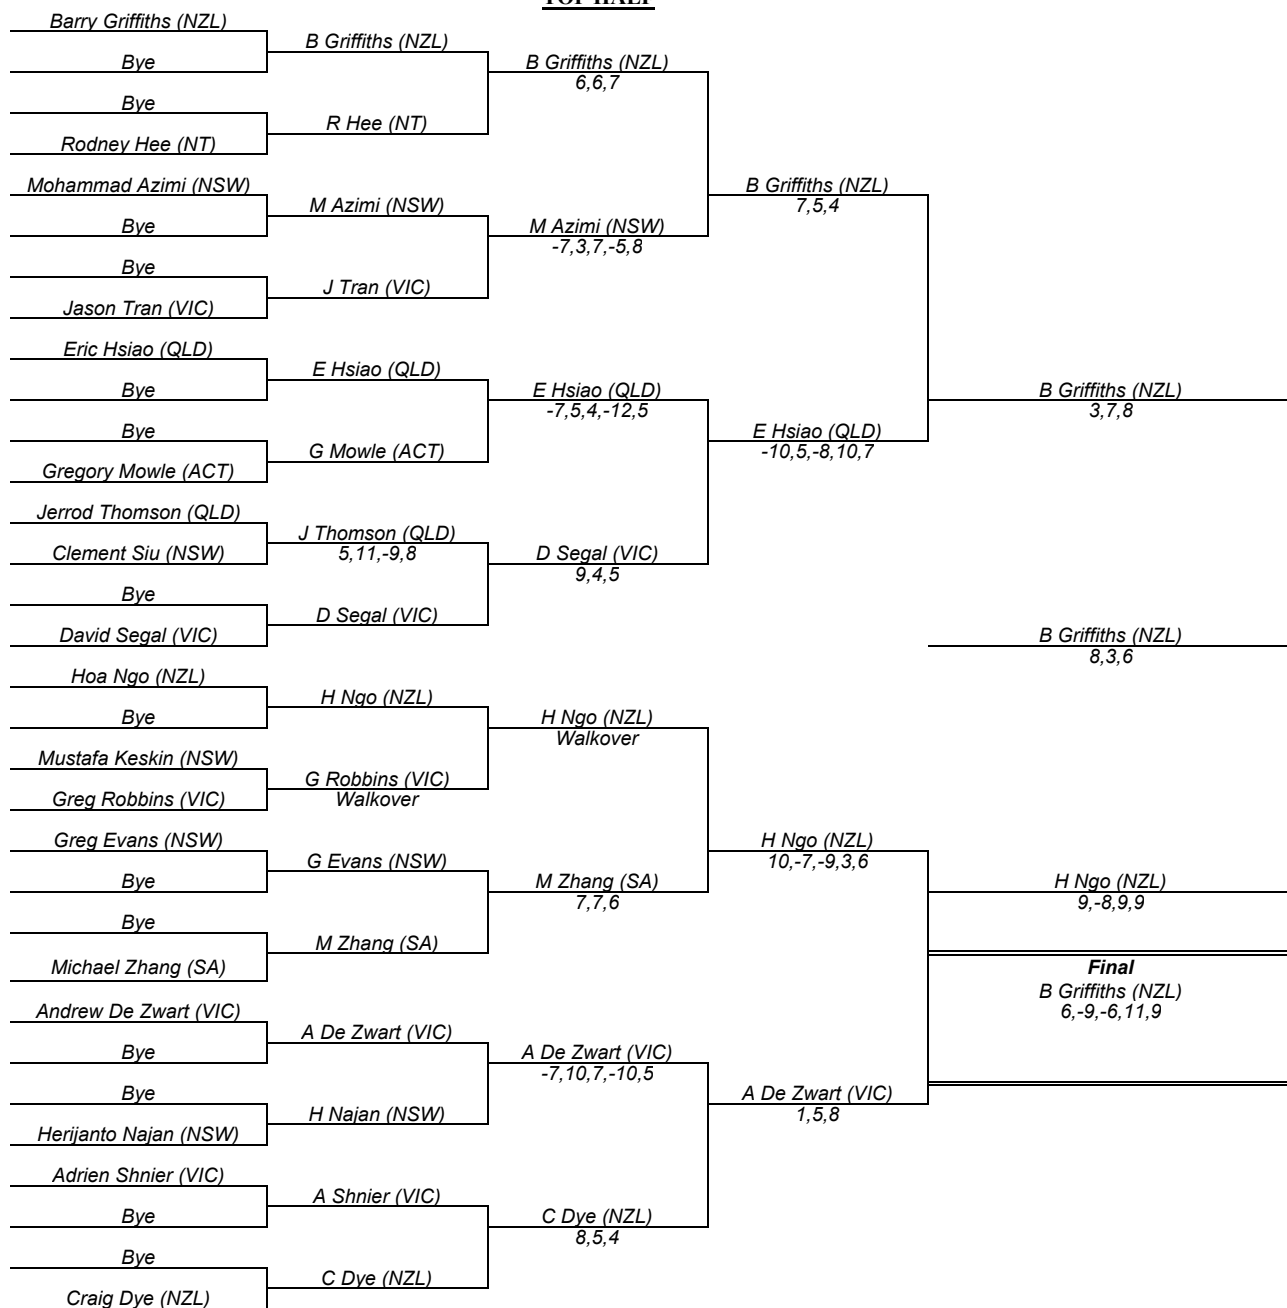 TOP HALF
Barry Griffiths (NZL)
Bye
Bye
Rodney Hee (NT)
Mohammad Azimi (NSW)
Bye
Bye
Jason Tran (VIC)
Eric Hsiao (QLD)
Bye
Bye
Gregory Mowle (ACT)
Jerrod Thomson (QLD)
Clement Siu (NSW)
Bye
David Segal (VIC)
Hoa Ngo (NZL)
Bye
Mustafa Keskin (NSW)
Greg Robbins (VIC)
Greg Evans (NSW)
Bye
Bye
Michael Zhang (SA)
Andrew De Zwart (VIC)
Bye
Bye
Herijanto Najan (NSW)
Adrien Shnier (VIC)
Bye
Bye
Craig Dye (NZL)
B Griffiths (NZL)
R Hee (NT)
M Azimi (NSW)
J Tran (VIC)
E Hsiao (QLD)
G Mowle (ACT)
J Thomson (QLD)
5,11,-9,8
D Segal (VIC)
H Ngo (NZL)
G Robbins (VIC)
Walkover
G Evans (NSW)
M Zhang (SA)
A De Zwart (VIC)
H Najan (NSW)
A Shnier (VIC)
C Dye (NZL)
B Griffiths (NZL)
6,6,7
M Azimi (NSW)
-7,3,7,-5,8
E Hsiao (QLD)
-7,5,4,-12,5
D Segal (VIC)
9,4,5
H Ngo (NZL)
Walkover
M Zhang (SA)
7,7,6
A De Zwart (VIC)
-7,10,7,-10,5
C Dye (NZL)
8,5,4
B Griffiths (NZL)
7,5,4
E Hsiao (QLD)
-10,5,-8,10,7
H Ngo (NZL)
10,-7,-9,3,6
A De Zwart (VIC)
1,5,8
B Griffiths (NZL)
3,7,8
B Griffiths (NZL)
8,3,6
H Ngo (NZL)
9,-8,9,9
Final
B Griffiths (NZL)
6,-9,-6,11,9